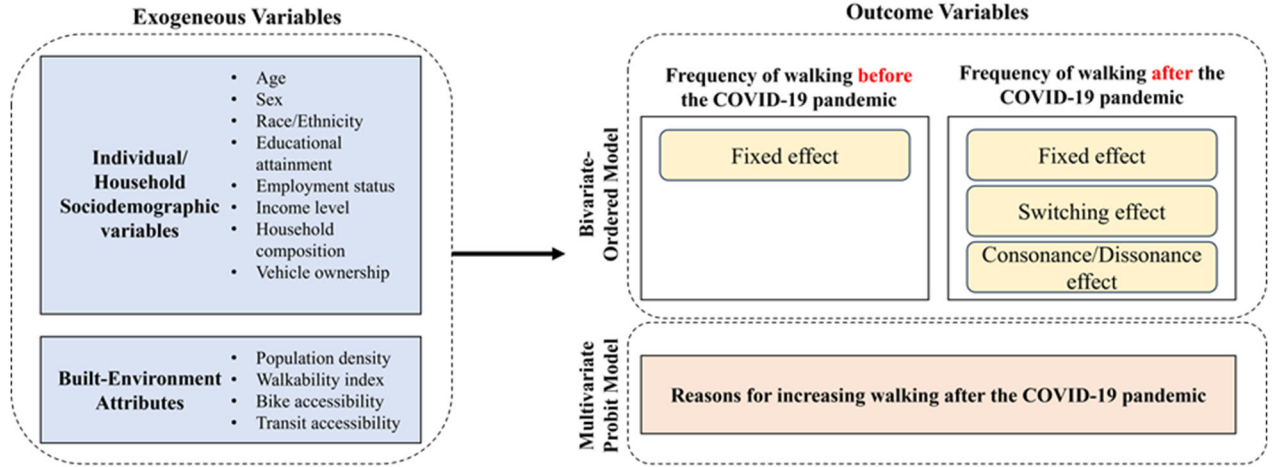 Exogeneous Variables
Individual/
Household
Sociodemographic
variables
• Age
• Sex
• Race/Ethnicity
• Educational
attainment
• Employment status
• Income level
• Household
composition
• Vehicle ownership
Built-Environment
Attributes
• Population density
• Walkability index
• Bike accessibility
• Transit accessibility
Outcome Variables
Bivariate-
Ordered Model
Frequency of walking before
the COVID-19 pandemic
Fixed effect
Frequency of walking after the
COVID-19 pandemic
Fixed effect
Switching effect
Consonance/Dissonance
effect
Multivariate
Probit Model
Reasons for increasing walking after the COVID-19 pandemic